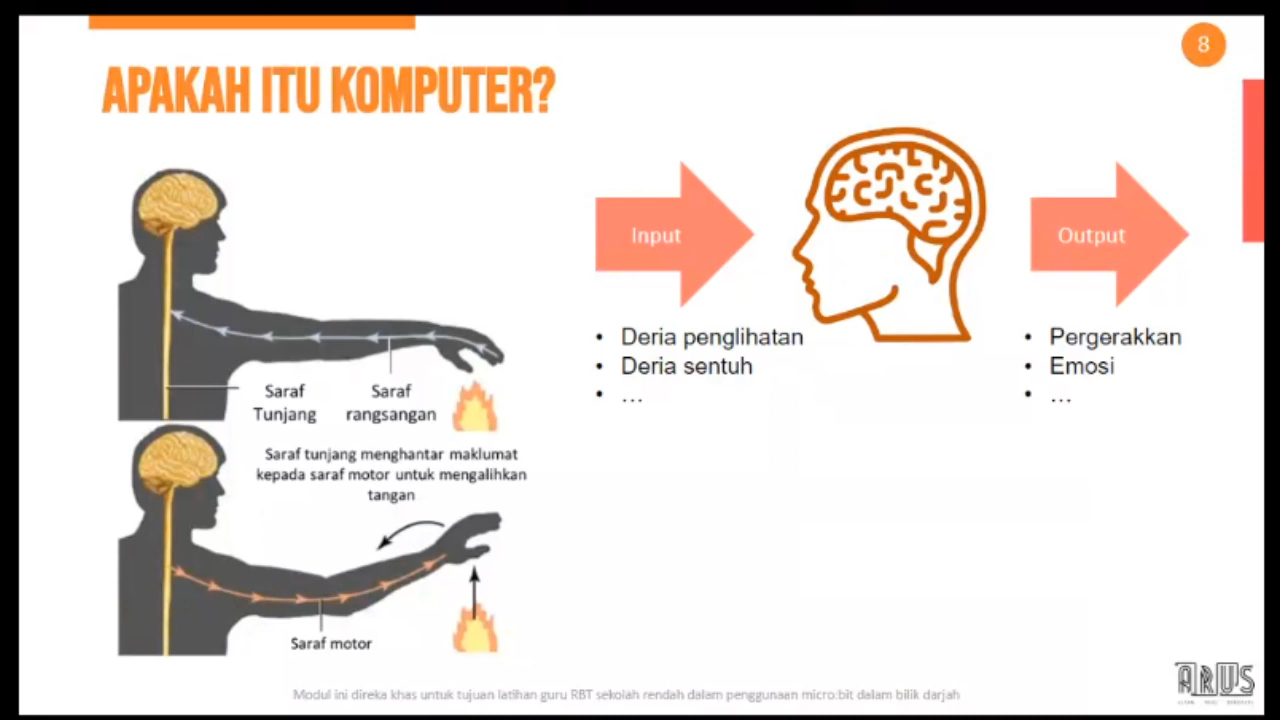 8
APAKAH ITU KOMPUTER?
Input
Output
• Deria penglihatan
• Deria sentuh
• ...
• Pergerakkan
• Emosi
• ...
Saraf
Tunjang
Saraf
rangsangan
Saraf tunjang menghantar maklumat
kepada saraf motor untuk mengalihkan
tangan
Saraf motor
Modul ini direka khas untuk tujuan latihan guru RBT sekolah rendah dalam penggunaan micro:bit dalam bilik darjah
ARUS